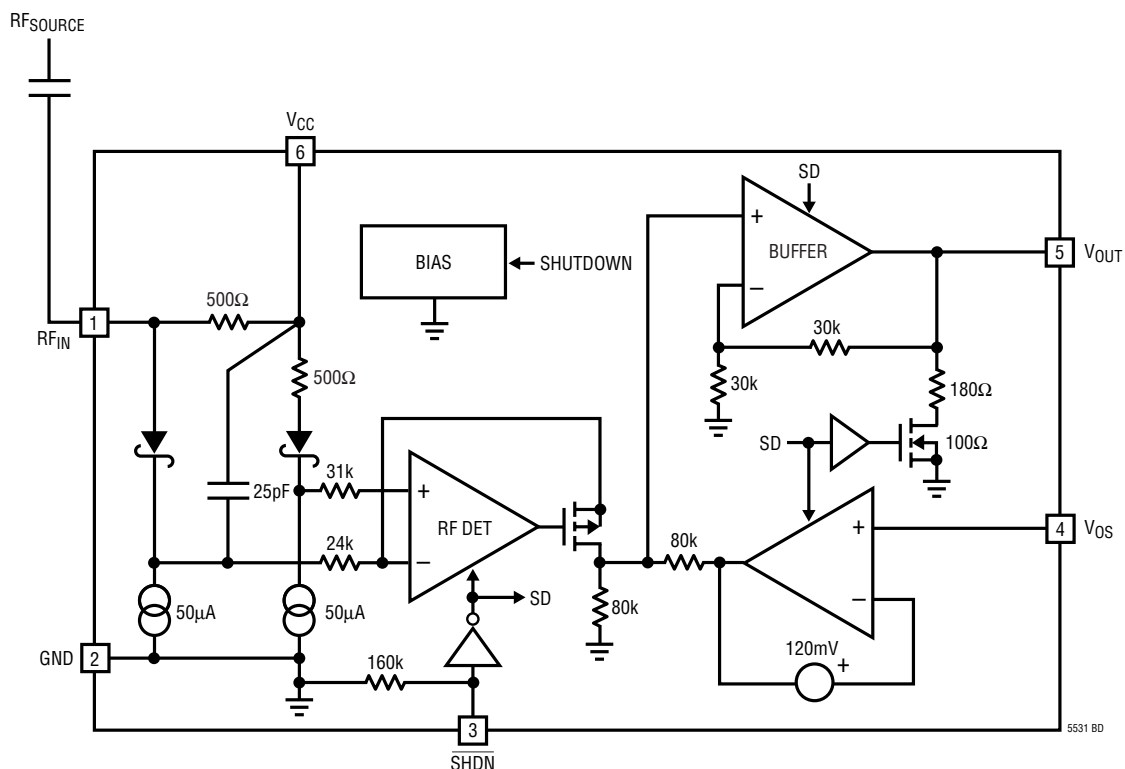 RFSOURCE
VCC
6
SD
+
BUFFER
–
5
VOUT
BIAS
SHUTDOWN
500Ω
1
RFIN
500Ω
30k
30k
180Ω
SD
100Ω
31k
25pF
+
RF DET
–
24k
+
4
VOS
–
80k
50µA
50µA
SD
80k
120mV
+
GND
2
160k
3
SHDN
5531 BD